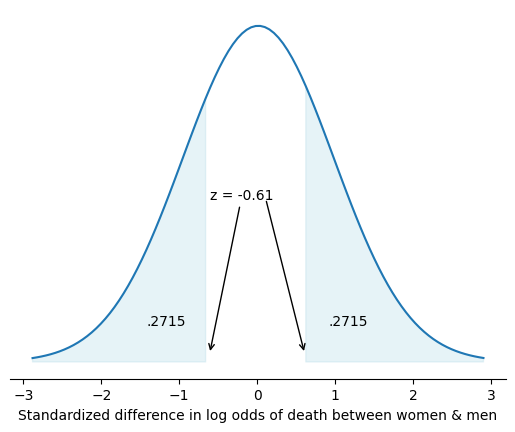 z = -0.61
.2715
.2715
−3 −2 −1 0 1 2 3
Standardized difference in log odds of death between women & men